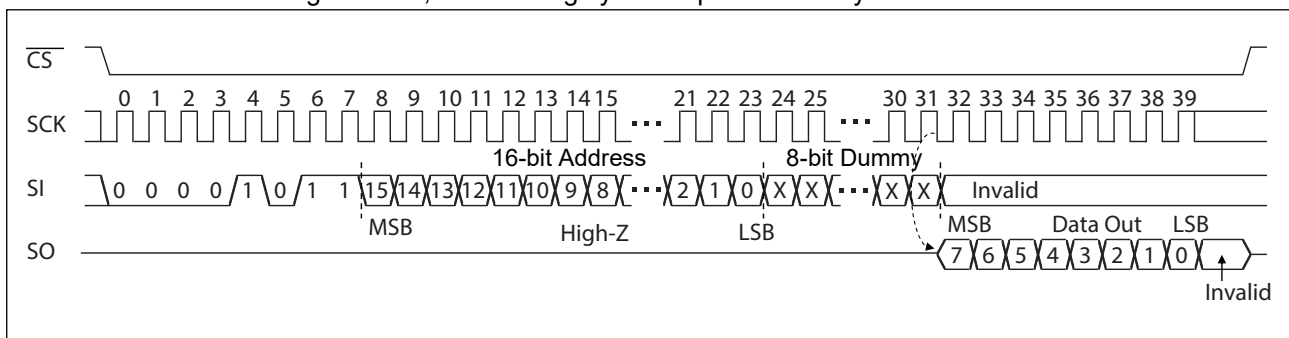 CS
0 1 2 3 4 5 6 7 8 9 10 11 12 13 14 15 21 22 23 24 25 30 31 32 33 34 35 36 37 38 39
SCK
16-bit Address 8-bit Dummy
SI 0 0 0 0 1 0 1 1 15 14 13 12 11 10 9 8 2 1 0 X X X X Invalid
MSB High-Z LSB MSB Data Out LSB
SO 7 6 5 4 3 2 1 0
Invalid